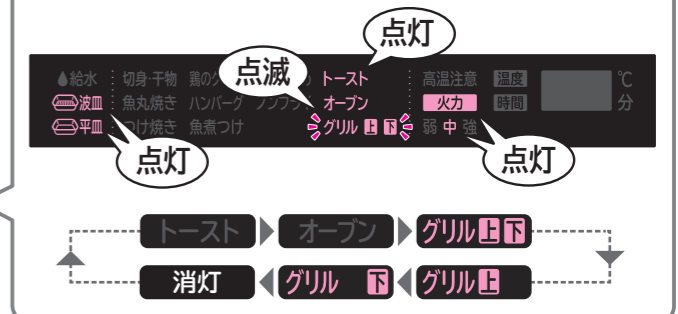 点灯
点滅
給水 切身・干物 鶏の トースト 高温注意 温度 ℃
波皿 魚丸焼き ハンバーグ オーブン 火力 時間 分
平皿 つけ焼き 魚煮つけ グリル 上 下 弱 中 強
点灯 点灯
トースト オーブン グリル 上 下
消灯 グリル 下 グリル 上